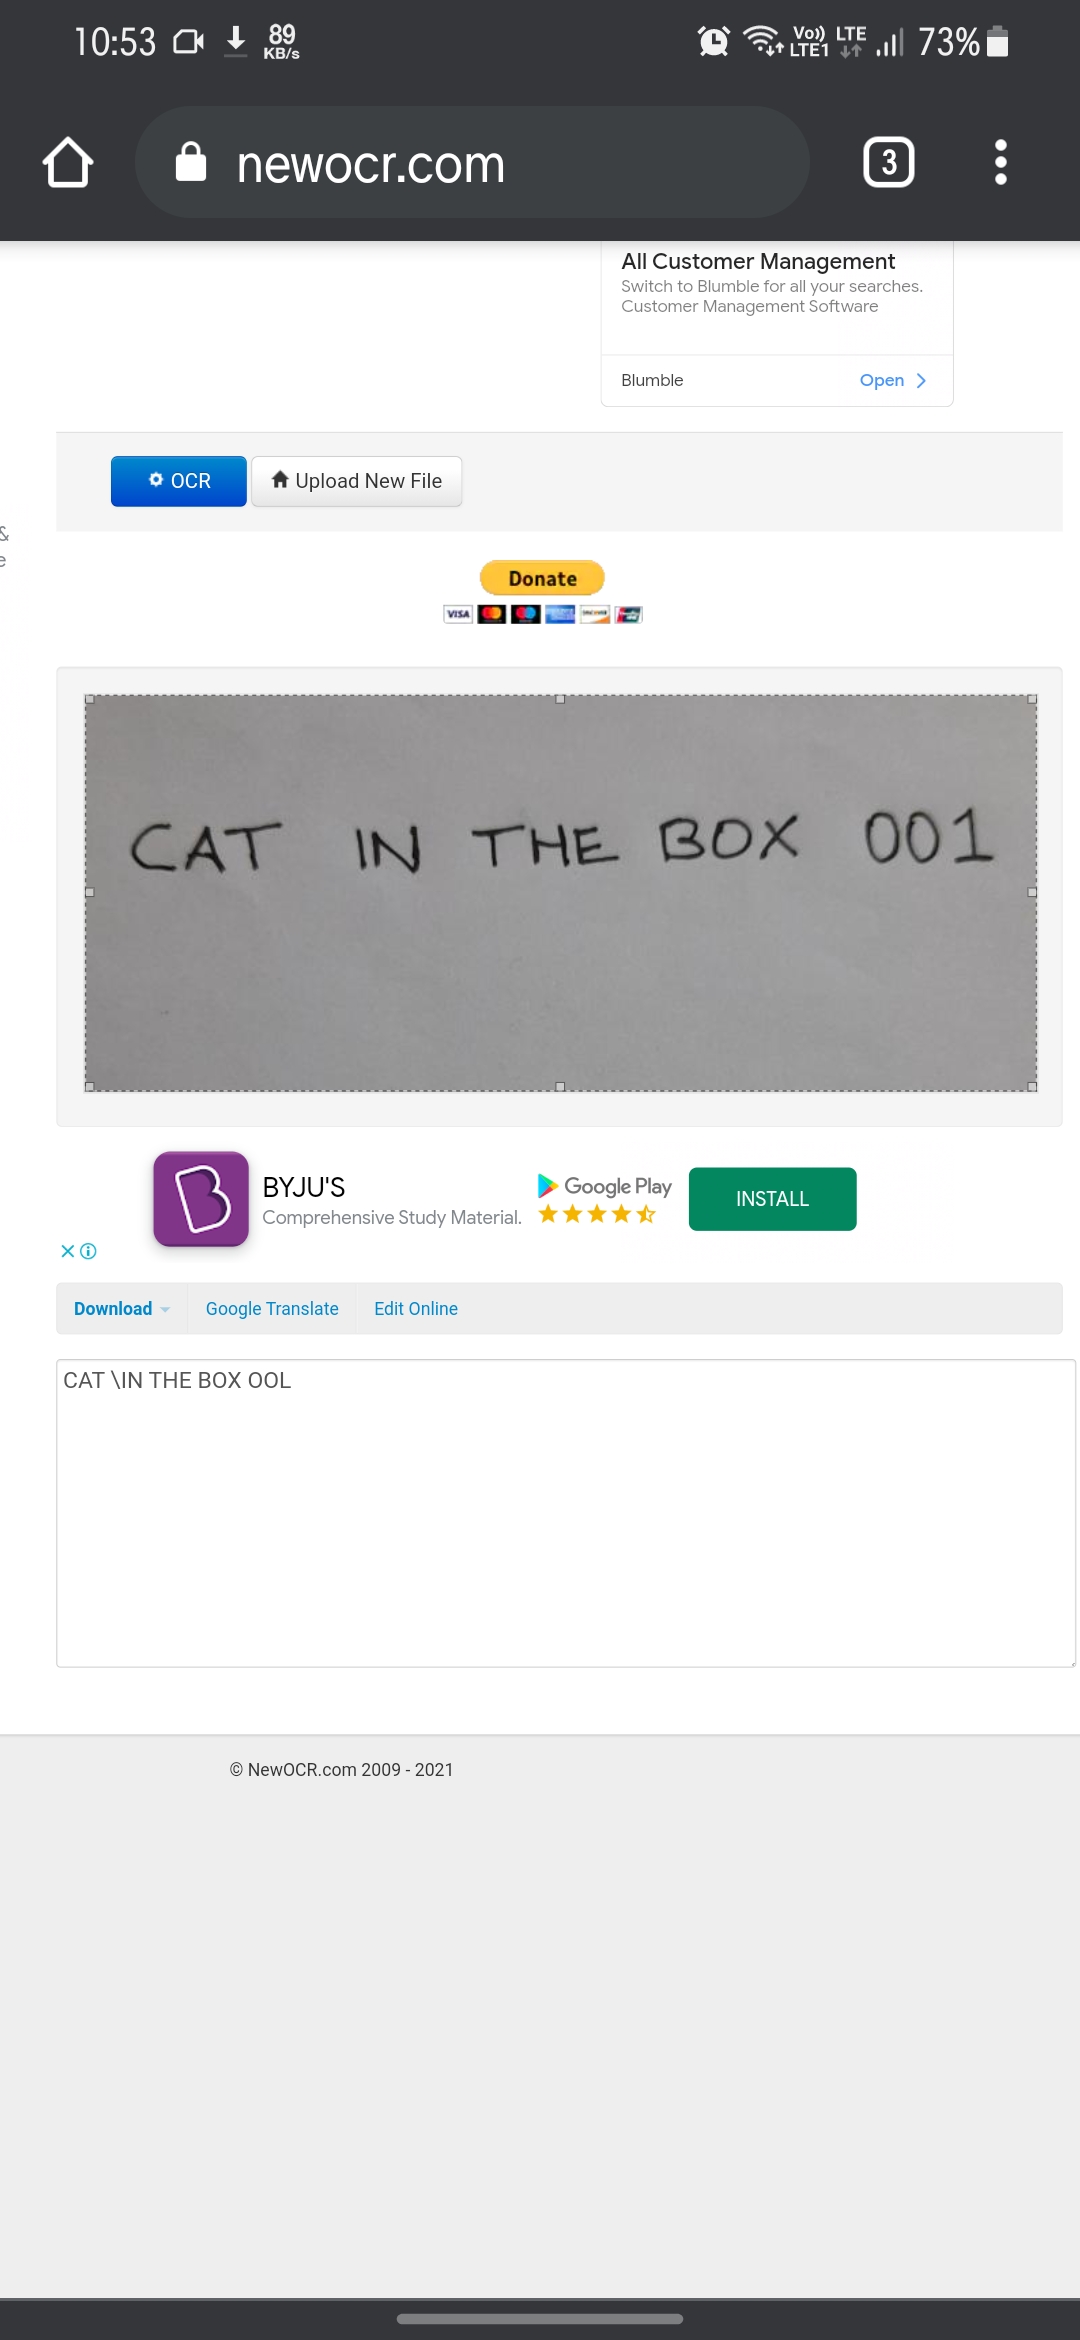 10:53 89 KB/s Vo)) LTE1 LTE 73%
newocr.com 3
All Customer Management
Switch to Blumble for all your searches.
Customer Management Software
Blumble Open
OCR Upload New File
&
e
Donate
VISA
CAT IN THE BOX 001
BYJU'S
Comprehensive Study Material.
Google Play
INSTALL
Download Google Translate Edit Online
CAT \IN THE BOX OOL
© NewOCR.com 2009 - 2021